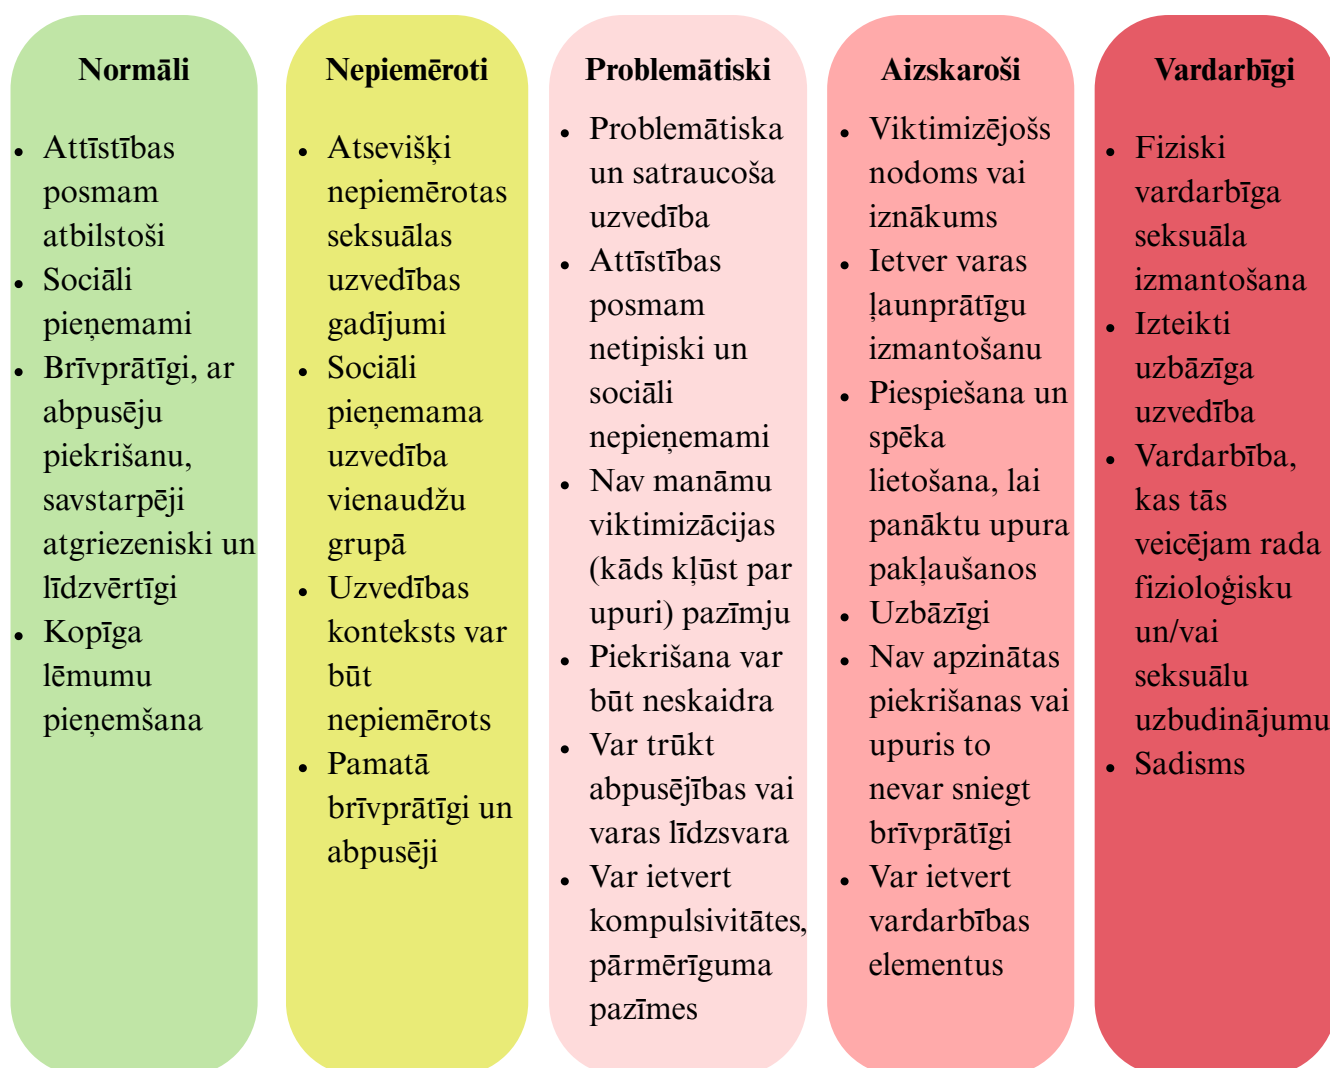 Normāli
• Attīstības
posmam
atbilstoši
• Sociāli
pieņemami
• Brīvprātīgi, ar
abpusēju
piekrišanu,
savstarpēji
atgriezeniski un
līdzvērtīgi
• Kopīga
lēmumu
pieņemšana
Nepiemēroti
• Atsevišķi
nepiemērotas
seksuālas
uzvedības
gadījumi
• Sociāli
pieņemama
uzvedība
vienaudžu
grupā
• Uzvedības
konteksts var
būt
nepiemērots
• Pamatā
brīvprātīgi un
abpusēji
Problemātiski
• Problemātiska
un satraucoša
uzvedība
• Attīstības
posmam
netipiski un
sociāli
nepieņemami
• Nav manāmu
viktimizācijas
(kāds kļūst par
upuri) pazīmju
• Piekrišana var
būt neskaidra
• Var trūkt
abpusējības vai
varas līdzsvara
• Var ietvert
kompulsivitātes,
pārmērīguma
pazīmes
Aizskaroši
• Viktimizējošs
nodoms vai
iznākums
• Ietver varas
ļaunprātīgu
izmantošanu
• Piespiešana un
spēka
lietošana, lai
panāktu upura
pakļaušanos
• Uzbāzīgi
• Nav apzinātas
piekrišanas vai
upuris to
nevar sniegt
brīvprātīgi
• Var ietvert
vardarbības
elementus
Vardarbīgi
• Fiziski
vardarbīga
seksuāla
izmantošana
• Izteikti
uzbāzīga
uzvedība
• Vardarbība,
kas tās
veicējam rada
fizioloģisku
un/vai
seksuālu
uzbudinājumu
• Sadisms